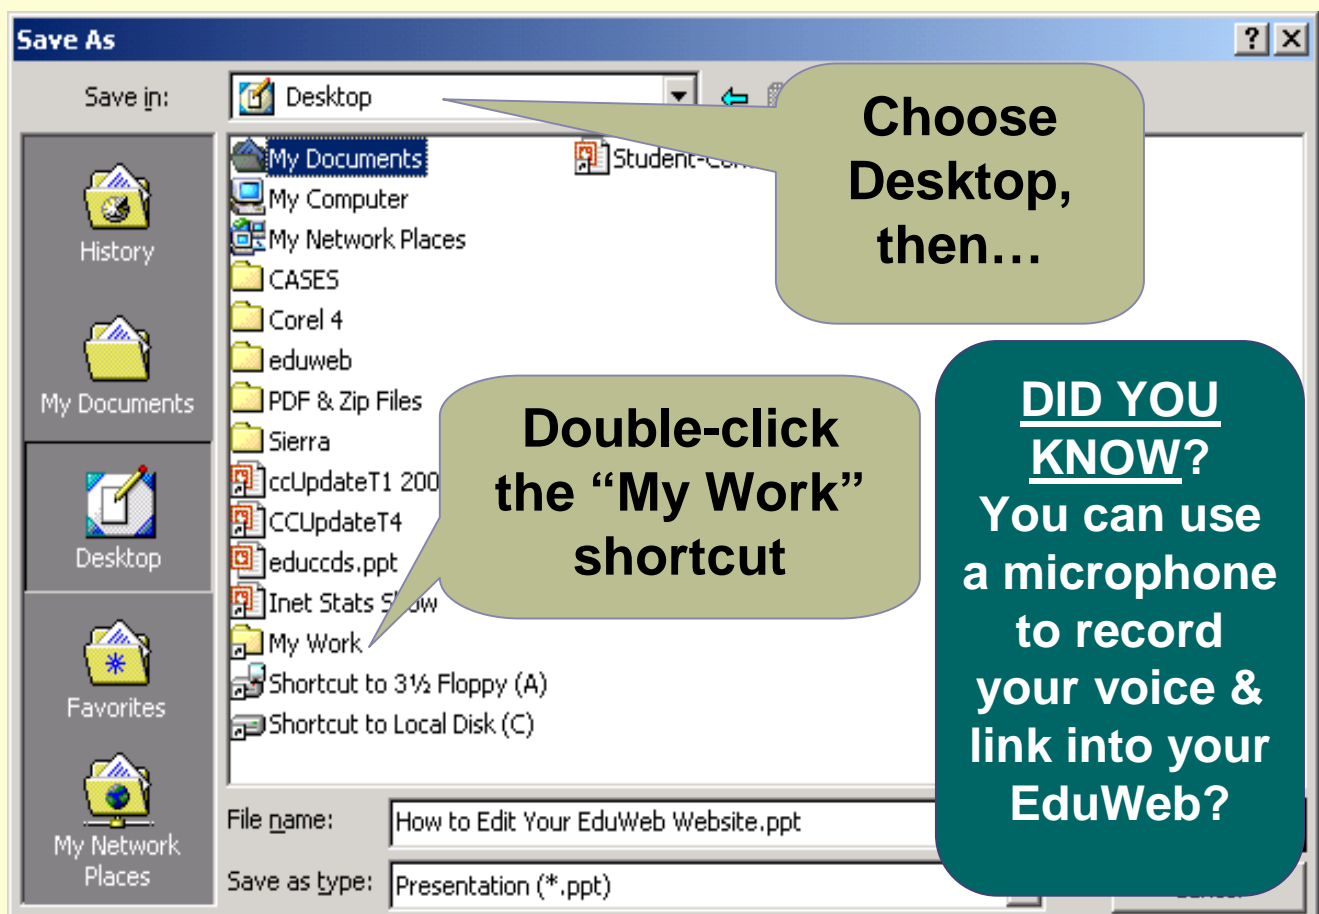 Save As
Save in:
Desktop
Choose
Desktop,
then…
History
My Documents
Desktop
Favorites
My Network
Places
My Documents
My Computer
My Network Places
CASES
Corel 4
eduweb
PDF & Zip Files
Sierra
ccUpdateT1 200
CCUpdateT4
educcds.ppt
Inet Stats Show
My Work
Shortcut to 3½ Floppy (A)
Shortcut to Local Disk (C)
Double-click
the “My Work”
shortcut
DID YOU
KNOW?
You can use
a microphone
to record
your voice &
link into your
EduWeb?
File name:
How to Edit Your EduWeb Website.ppt
Save as type:
Presentation (*.ppt)